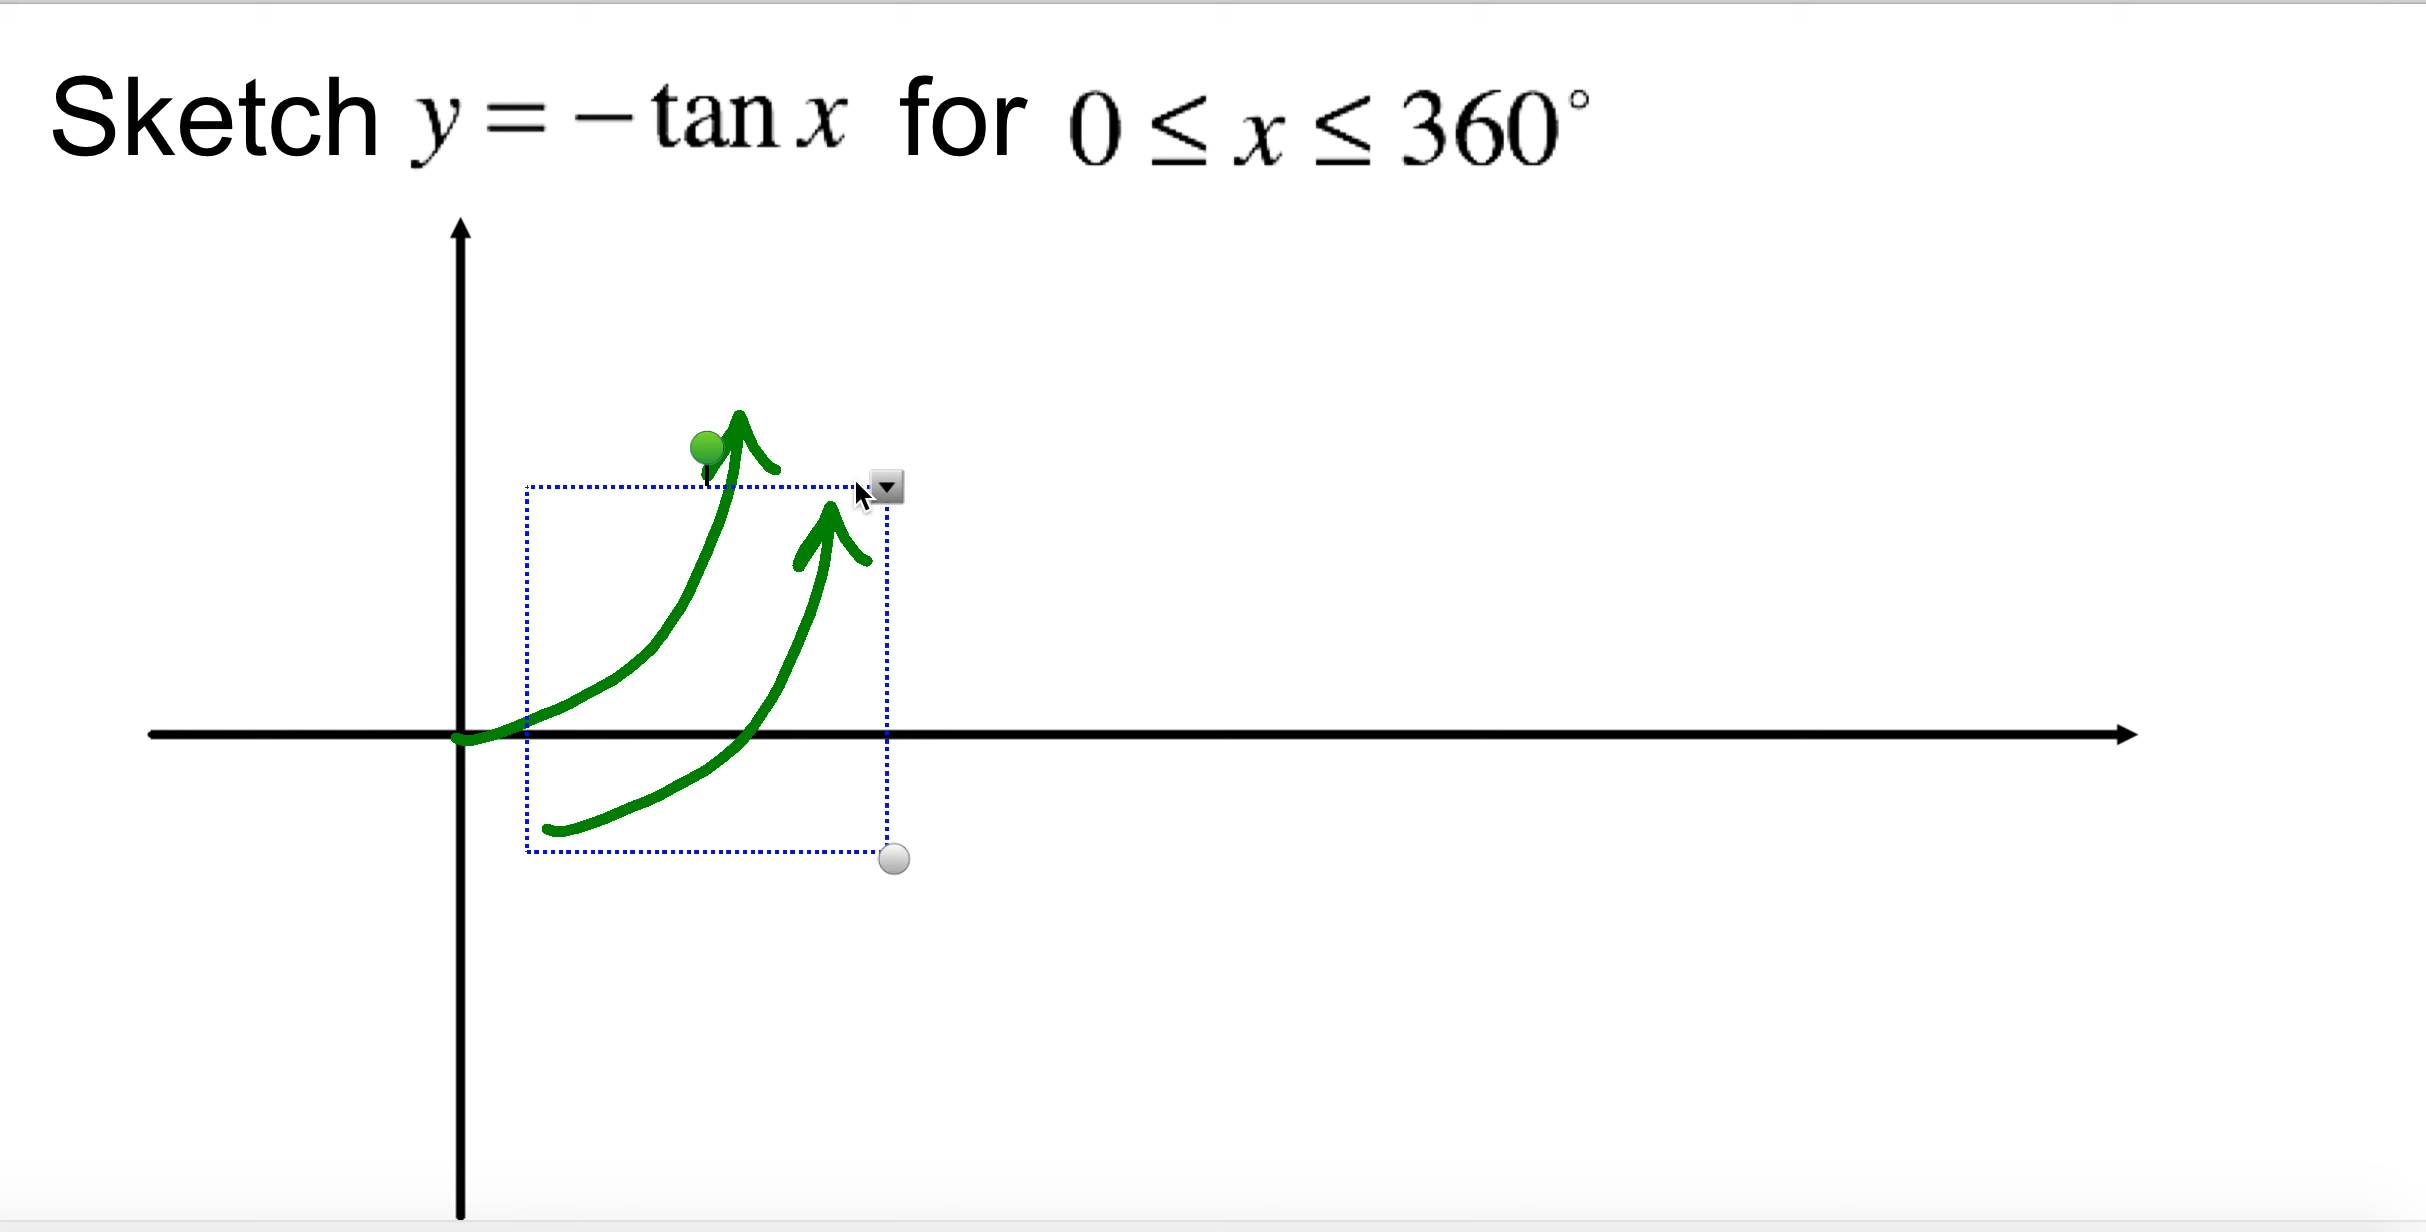 Sketch y = − tan x for 0 ≤ x ≤ 360°